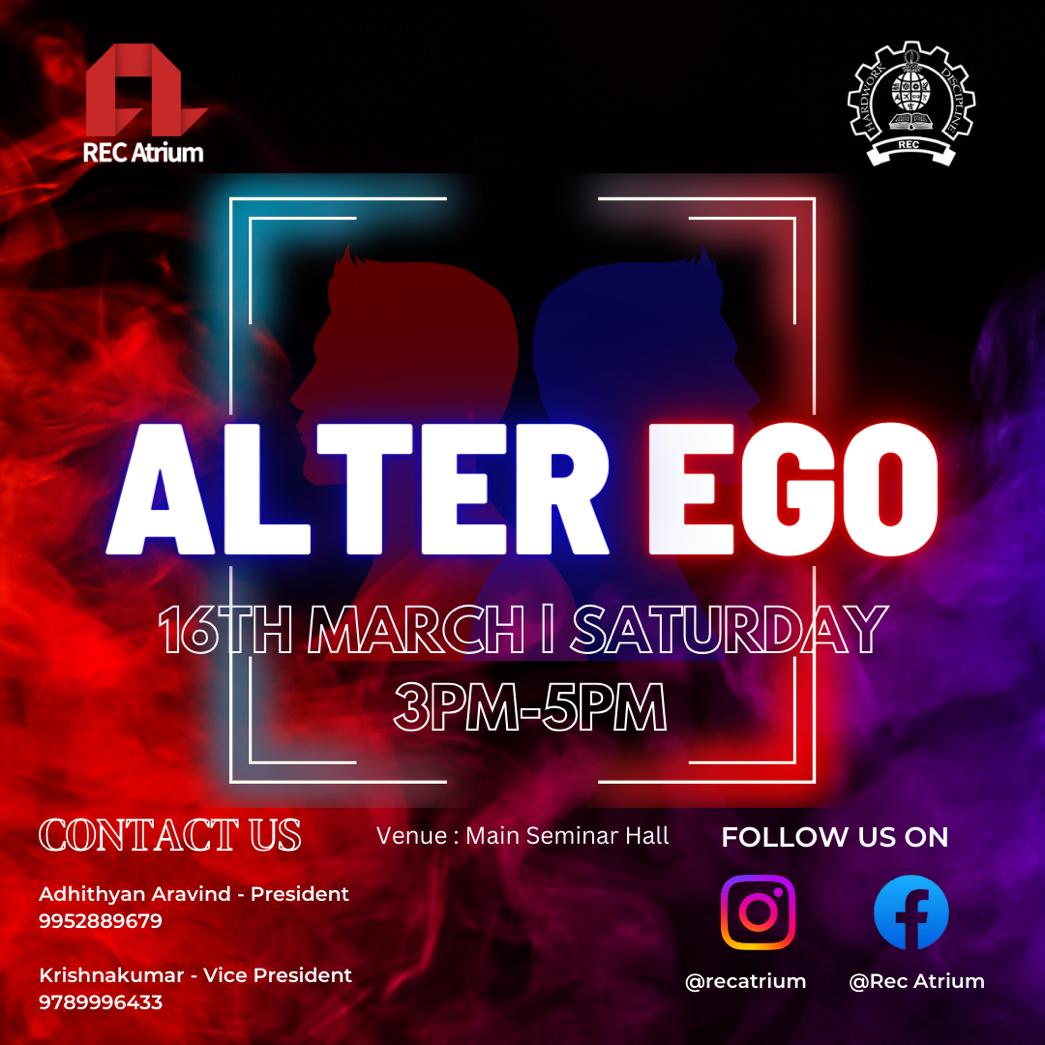 REC Atrium
HARDWORK
DISCIPLINE
REC
ALTER EGO
16TH MARCH | SATURDAY
3PM-5PM
CONTACT US
Adhithyan Aravind - President
9952889679
Krishnakumar - Vice President
9789996433
Venue : Main Seminar Hall
FOLLOW US ON
@recatrium
@Rec Atrium